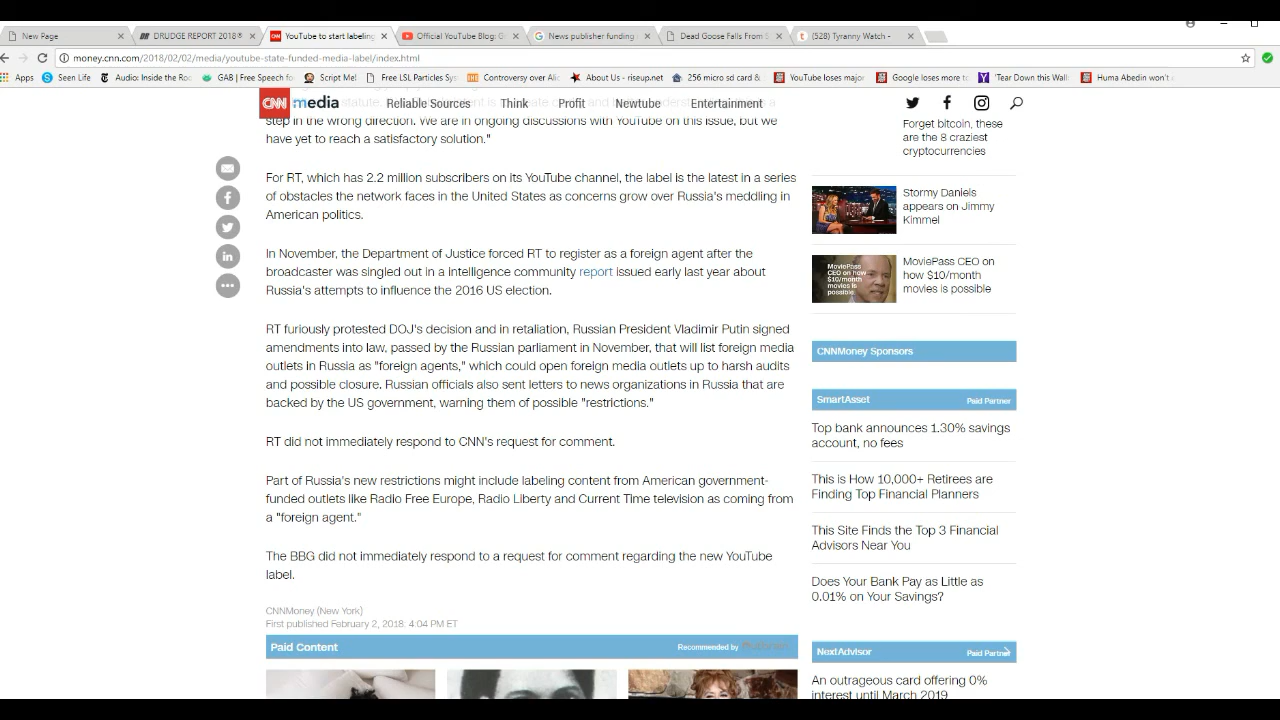 New Page
DRUDGE REPORT 2018®
YouTube to start labeling
Official YouTube Blog:
News publisher funding
Dead Goose Falls From S
(528) Tyranny Watch -
money.cnn.com/2018/02/02/media/youtube-state-funded-media-label/index.html
Apps
Seen Life
Audio: Inside the Ro
GAB | Free Speech fo
Script Me!
Free LSL Particles Sys
Controversy over Ali
About Us - riseup.net
256 micro sd card &
YouTube loses major
Google loses more to
'Tear Down this Wall
Huma Abedin won't
CNN media
Reliable Sources
Think
Profit
Newtube
Entertainment
step in the wrong direction. We are in ongoing discussions with YouTube on this issue, but we
have yet to reach a satisfactory solution."
For RT, which has 2.2 million subscribers on its YouTube channel, the label is the latest in a series
of obstacles the network faces in the United States as concerns grow over Russia's meddling in
American politics.
In November, the Department of Justice forced RT to register as a foreign agent after the
broadcaster was singled out in a intelligence community report issued early last year about
Russia's attempts to influence the 2016 US election.
RT furiously protested DOJ's decision and in retaliation, Russian President Vladimir Putin signed
amendments into law, passed by the Russian parliament in November, that will list foreign media
outlets in Russia as "foreign agents," which could open foreign media outlets up to harsh audits
and possible closure. Russian officials also sent letters to news organizations in Russia that are
backed by the US government, warning them of possible "restrictions."
RT did not immediately respond to CNN's request for comment.
Part of Russia's new restrictions might include labeling content from American government-
funded outlets like Radio Free Europe, Radio Liberty and Current Time television as coming from
a "foreign agent."
The BBG did not immediately respond to a request for comment regarding the new YouTube
label.
CNNMoney (New York)
First published February 2, 2018: 4:04 PM ET
Paid Content
Recommended by
Forget bitcoin, these
are the 8 craziest
cryptocurrencies
Stormy Daniels
appears on Jimmy
Kimmel
MoviePass
CEO on how
$10/month
movies is
possible.
MoviePass CEO on
how $10/month
movies is possible
CNNMoney Sponsors
SmartAsset
Paid Partner
Top bank announces 1.30% savings
account, no fees
This is How 10,000+ Retirees are
Finding Top Financial Planners
This Site Finds the Top 3 Financial
Advisors Near You
Does Your Bank Pay as Little as
0.01% on Your Savings?
NextAdvisor
Paid Partner
An outrageous card offering 0%
interest until March 2019